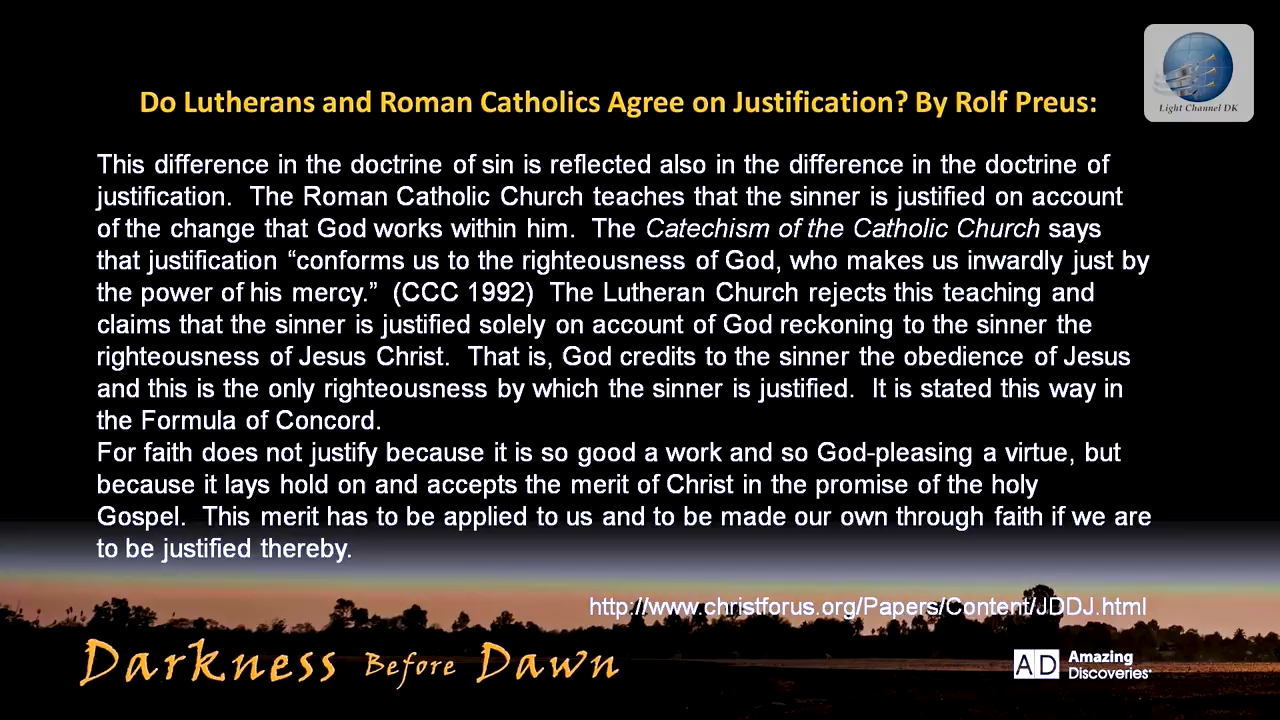 Light Channel DK
Do Lutherans and Roman Catholics Agree on Justification? By Rolf Preus:
This difference in the doctrine of sin is reflected also in the difference in the doctrine of
justification.  The Roman Catholic Church teaches that the sinner is justified on account
of the change that God works within him.  The Catechism of the Catholic Church says
that justification “conforms us to the righteousness of God, who makes us inwardly just by
the power of his mercy.”  (CCC 1992)  The Lutheran Church rejects this teaching and
claims that the sinner is justified solely on account of God reckoning to the sinner the
righteousness of Jesus Christ.  That is, God credits to the sinner the obedience of Jesus
and this is the only righteousness by which the sinner is justified.  It is stated this way in
the Formula of Concord.
For faith does not justify because it is so good a work and so God-pleasing a virtue, but
because it lays hold on and accepts the merit of Christ in the promise of the holy
Gospel.  This merit has to be applied to us and to be made our own through faith if we are
to be justified thereby.
http://www.christforus.org/Papers/Content/JDDJ.html
Darkness Before Dawn
AD Amazing
Discoveries